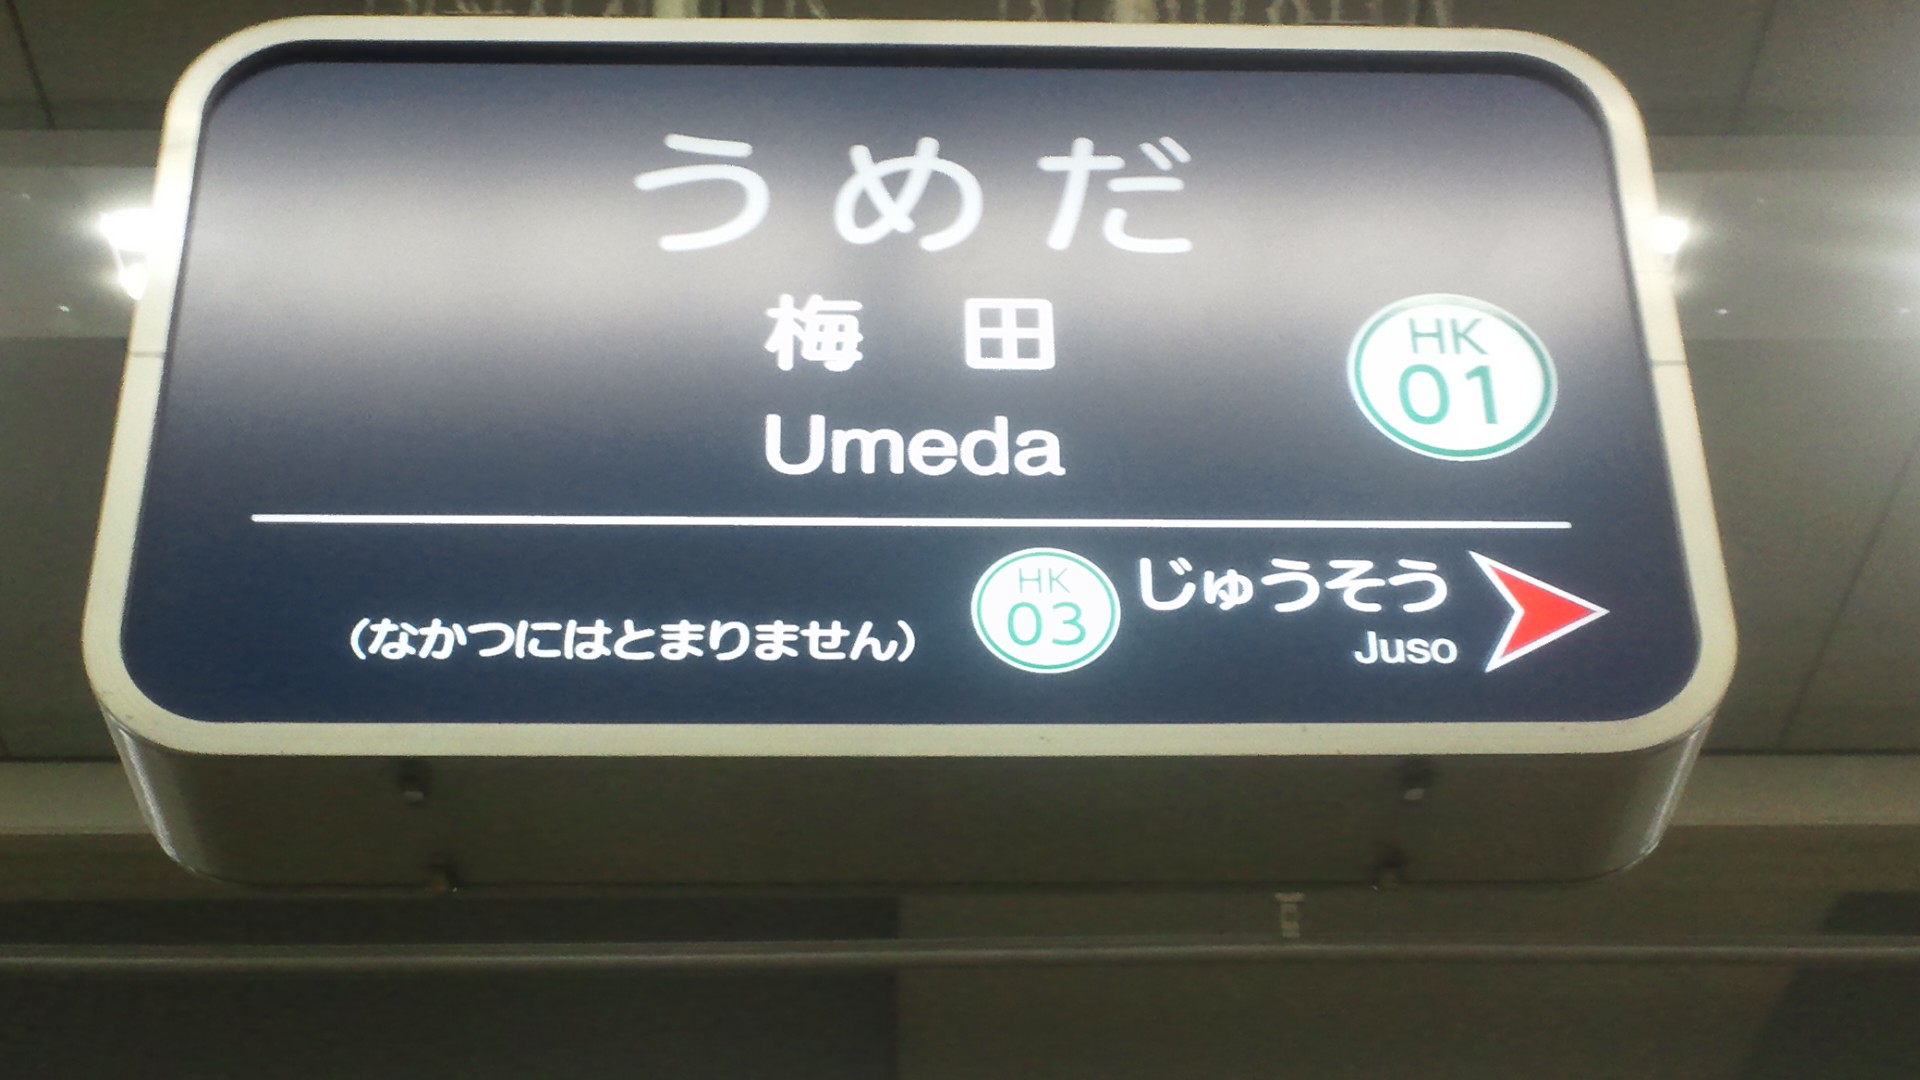 うめだ
梅田
Umeda
HK
01
(なかつにはとまりません)
HK
03
じゅうそう
Juso